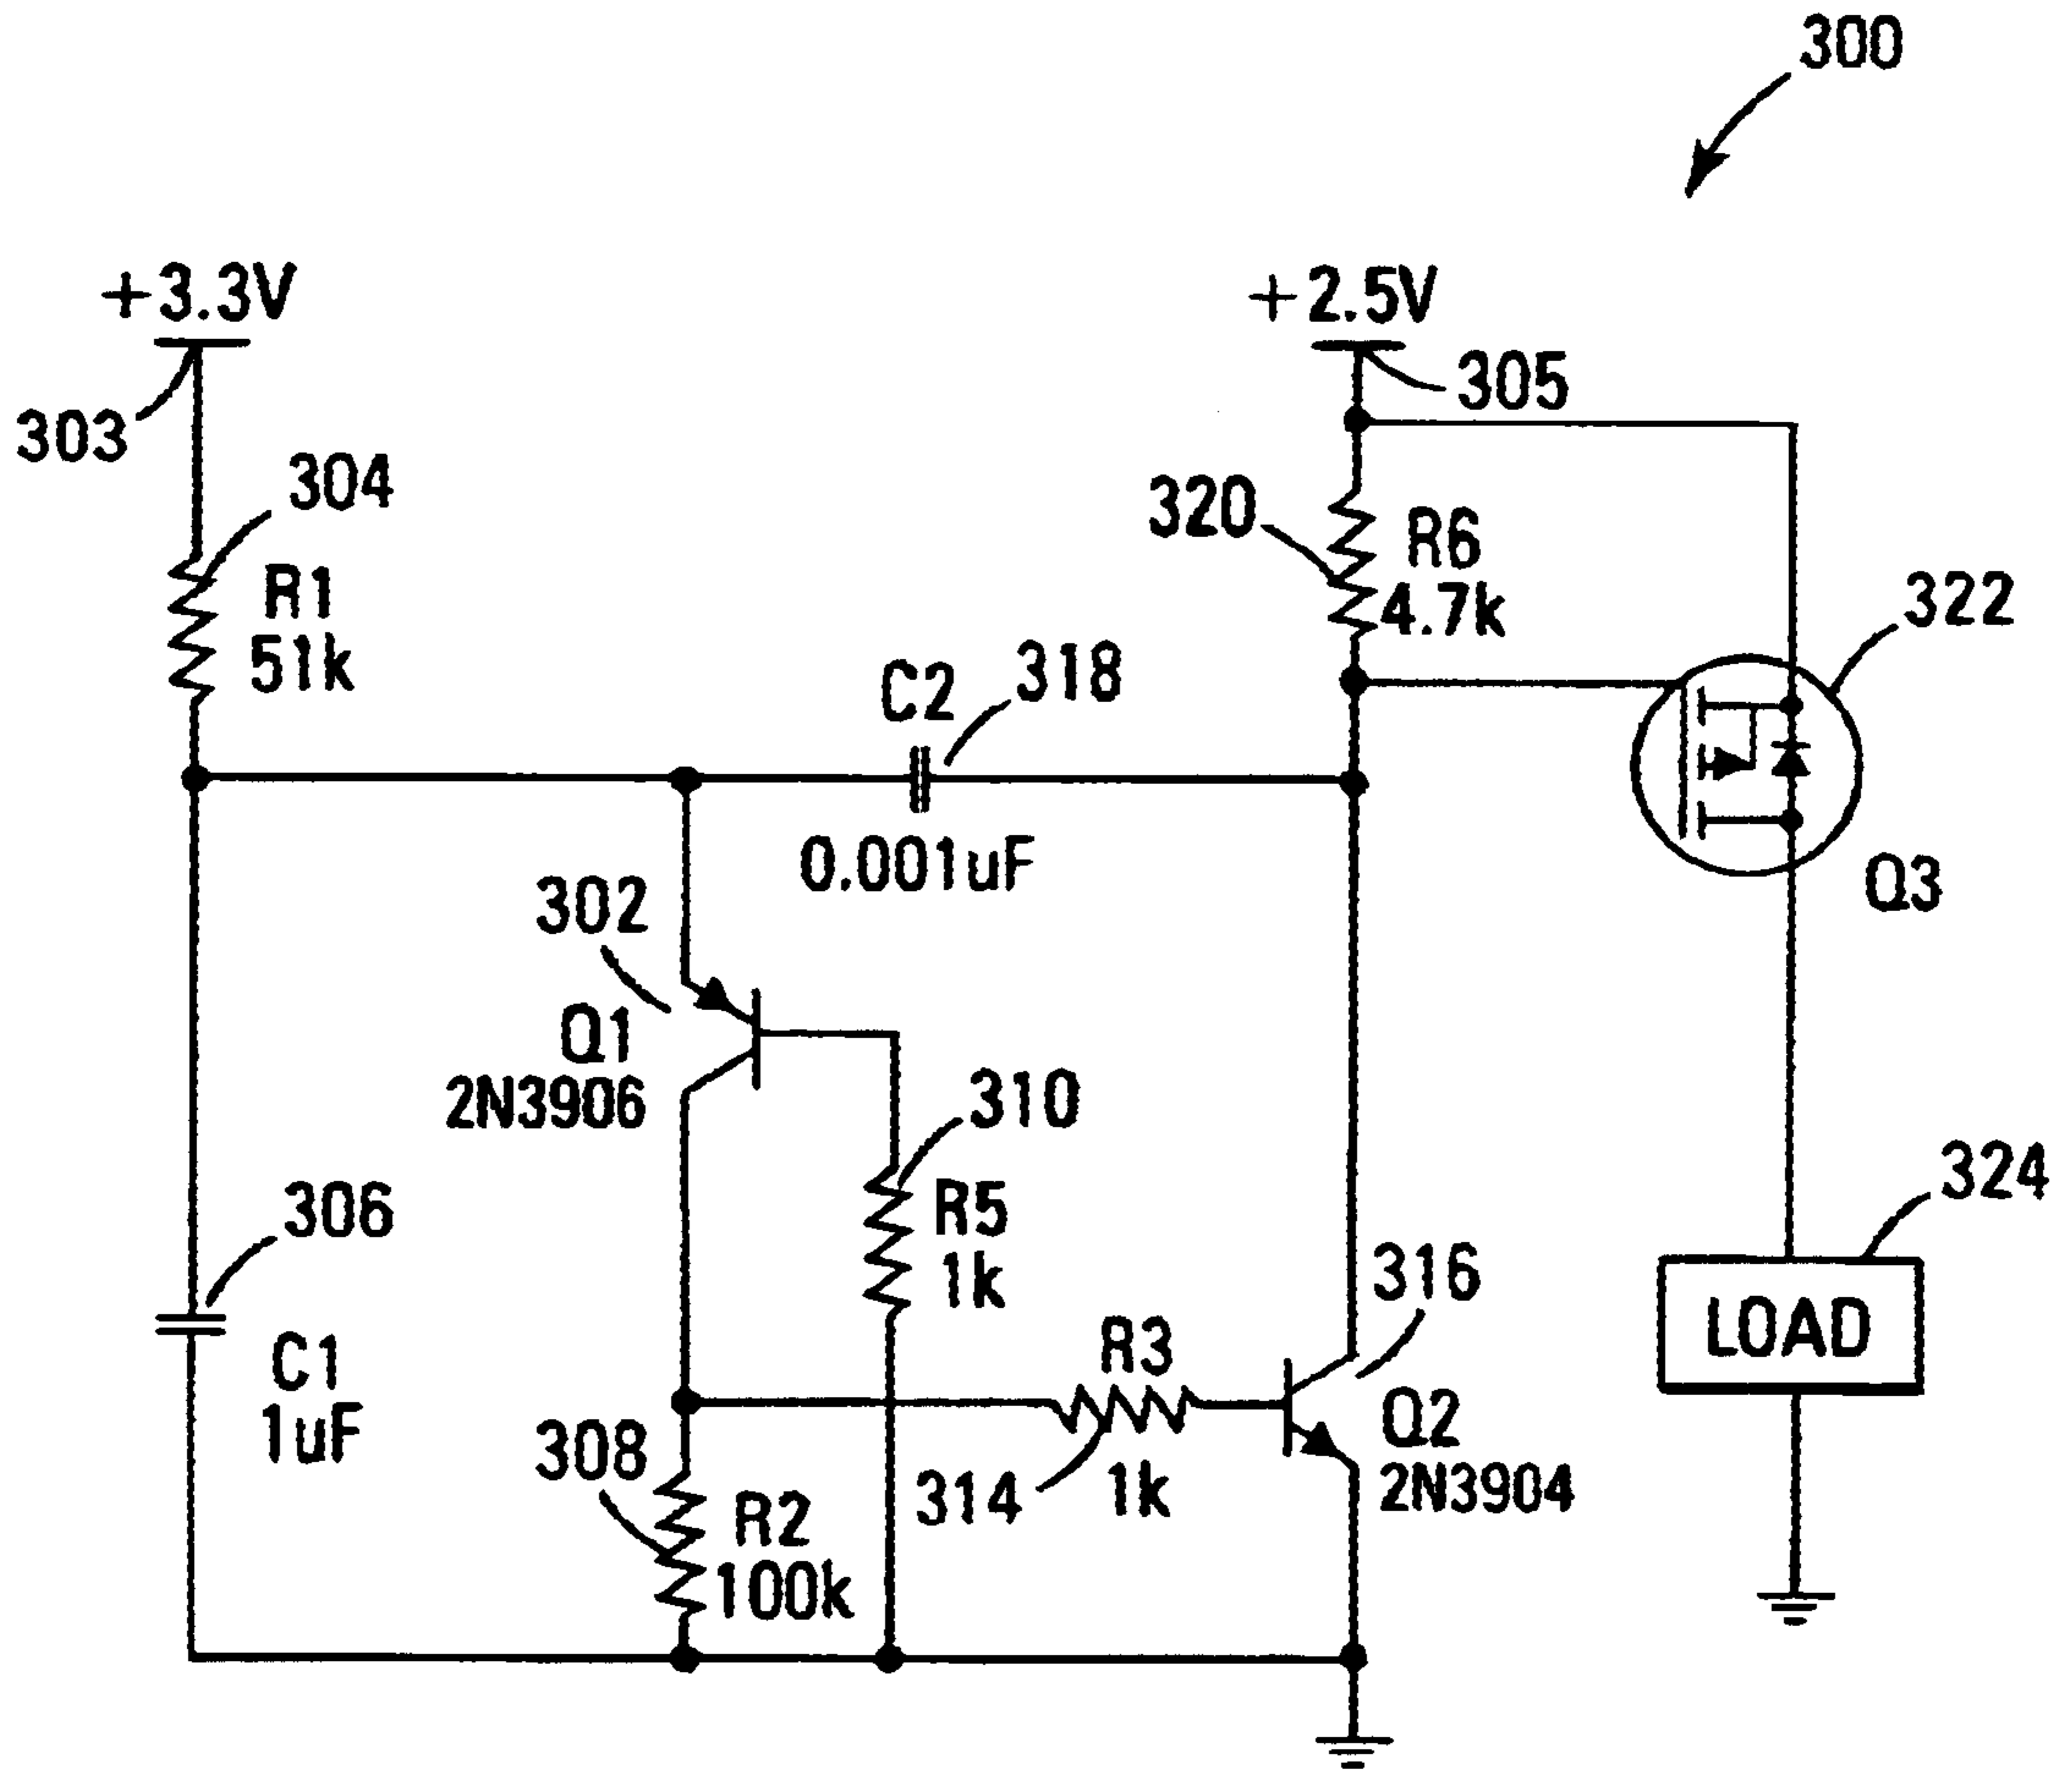 300
+3.3V
+2.5V
303
305
304
320
R6
4.7k
R1
51k
322
C2
318
0.001uF
Q3
302
Q1
2N3906
310
R5
1k
306
324
316
LOAD
R3
C1
1uF
308
314
1k
Q2
2N3904
R2
100k